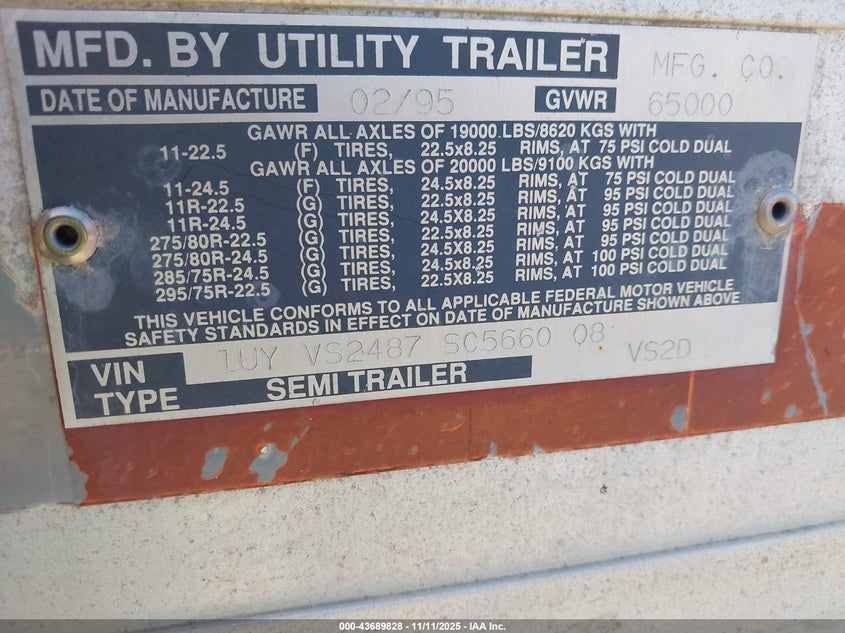 MFD. BY UTILITY TRAILER MFG. CO.
DATE OF MANUFACTURE 02/95 GVWR 65000
GAWR ALL AXLES OF 19000 LBS/8620 KGS WITH
11-22.5 (F) TIRES, 22.5x8.25 RIMS, AT 75 PSI COLD DUAL
GAWR ALL AXLES OF 20000 LBS/9100 KGS WITH
11-24.5 (F) TIRES, 24.5x8.25 RIMS, AT 75 PSI COLD DUAL
11R-22.5 (G) TIRES, 22.5X8.25 RIMS, AT 95 PSI COLD DUAL
11R-24.5 (G) TIRES, 24.5X8.25 RIMS, AT 95 PSI COLD DUAL
275/80R-22.5 (G) TIRES, 22.5x8.25 RIMS, AT 95 PSI COLD DUAL
275/80R-24.5 (G) TIRES, 24.5x8.25 RIMS, AT 95 PSI COLD DUAL
285/75R-24.5 (G) TIRES, 24.5x8.25 RIMS, AT 100 PSI COLD DUAL
295/75R-22.5 (G) TIRES, 22.5X8.25 RIMS, AT 100 PSI COLD DUAL
THIS VEHICLE CONFORMS TO ALL APPLICABLE FEDERAL MOTOR VEHICLE
SAFETY STANDARDS IN EFFECT ON DATE OF MANUFACTURE SHOWN ABOVE
VIN 1UY VS2487 SC5660 08 VS2D
TYPE SEMI TRAILER
000-43689828 - 11/11/2025 - IAA Inc.